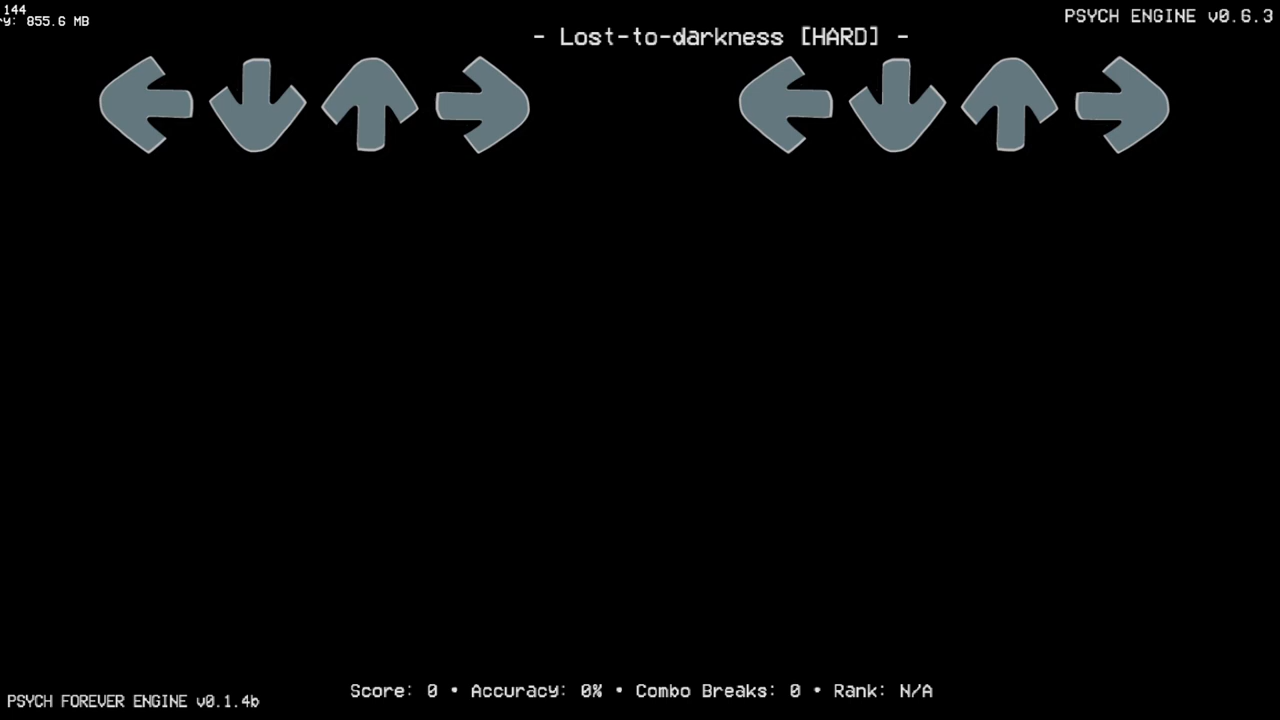 144
y: 855.6 MB
PSYCH ENGINE v0.6.3
- Lost-to-darkness [HARD] -
Score: 0 • Accuracy: 0% • Combo Breaks: 0 • Rank: N/A
PSYCH FOREVER ENGINE v0.1.4b